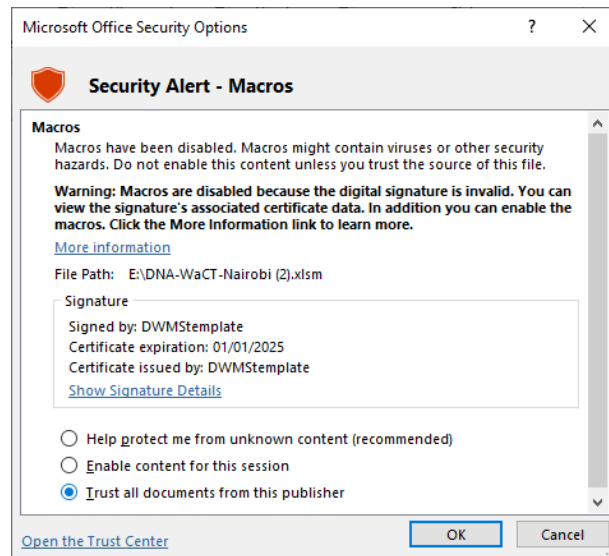 Microsoft Office Security Options
Security Alert - Macros
Macros
Macros have been disabled. Macros might contain viruses or other security
hazards. Do not enable this content unless you trust the source of this file.
Warning: Macros are disabled because the digital signature is invalid. You can
view the signature's associated certificate data. In addition you can enable the
macros. Click the More Information link to learn more.
More information
File Path: E:\DNA-WaCT-Nairobi (2).xlsm
Signature
Signed by: DWMStemplate
Certificate expiration: 01/01/2025
Certificate issued by: DWMStemplate
Show Signature Details
Help protect me from unknown content (recommended)
Enable content for this session
Trust all documents from this publisher
Open the Trust Center
OK
Cancel